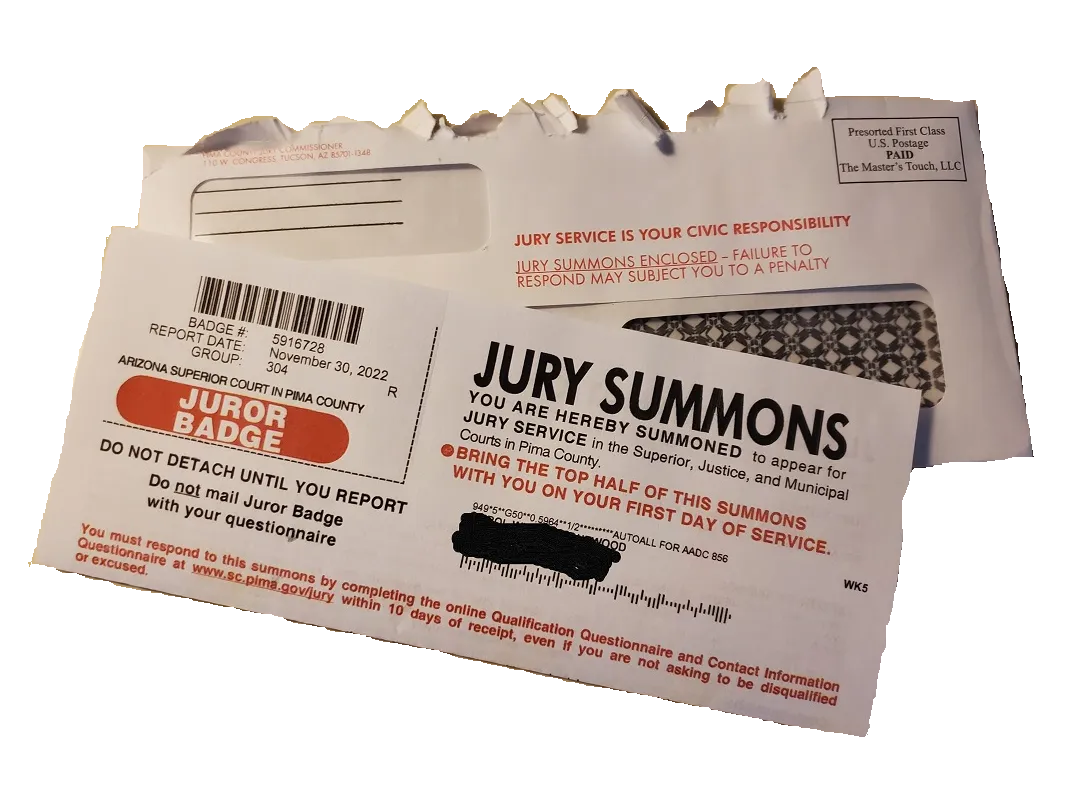 PIMA COUNTY JURY COMMISSIONER
110 W. CONGRESS, TUCSON, AZ 85701-1348
Presorted First Class
U.S. Postage
PAID
The Master's Touch, LLC
JURY SERVICE IS YOUR CIVIC RESPONSIBILITY
JURY SUMMONS ENCLOSED – FAILURE TO
RESPOND MAY SUBJECT YOU TO A PENALTY
BADGE #: 5916728
REPORT DATE: November 30, 2022
GROUP: 304
R
ARIZONA SUPERIOR COURT IN PIMA COUNTY
JUROR
BADGE
DO NOT DETACH UNTIL YOU REPORT
Do not mail Juror Badge
with your questionnaire
JURY SUMMONS
YOU ARE HEREBY SUMMONED to appear for
JURY SERVICE in the Superior, Justice, and Municipal
Courts in Pima County.
BRING THE TOP HALF OF THIS SUMMONS
WITH YOU ON YOUR FIRST DAY OF SERVICE.
949*5**G50**0.5964**1/2*********AUTOALL FOR AADC 856
WK5
You must respond to this summons by completing the online Qualification Questionnaire and Contact Information
Questionnaire at www.sc.pima.gov/jury within 10 days of receipt, even if you are not asking to be disqualified
or excused.